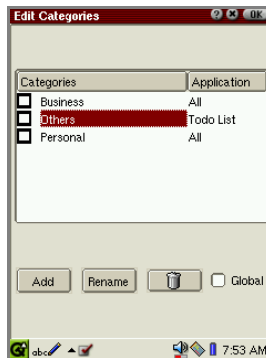 Edit Categories ? X OK
Categories Application
Business All
Others Todo List
Personal All
Add Rename Global
abc 7:53 AM